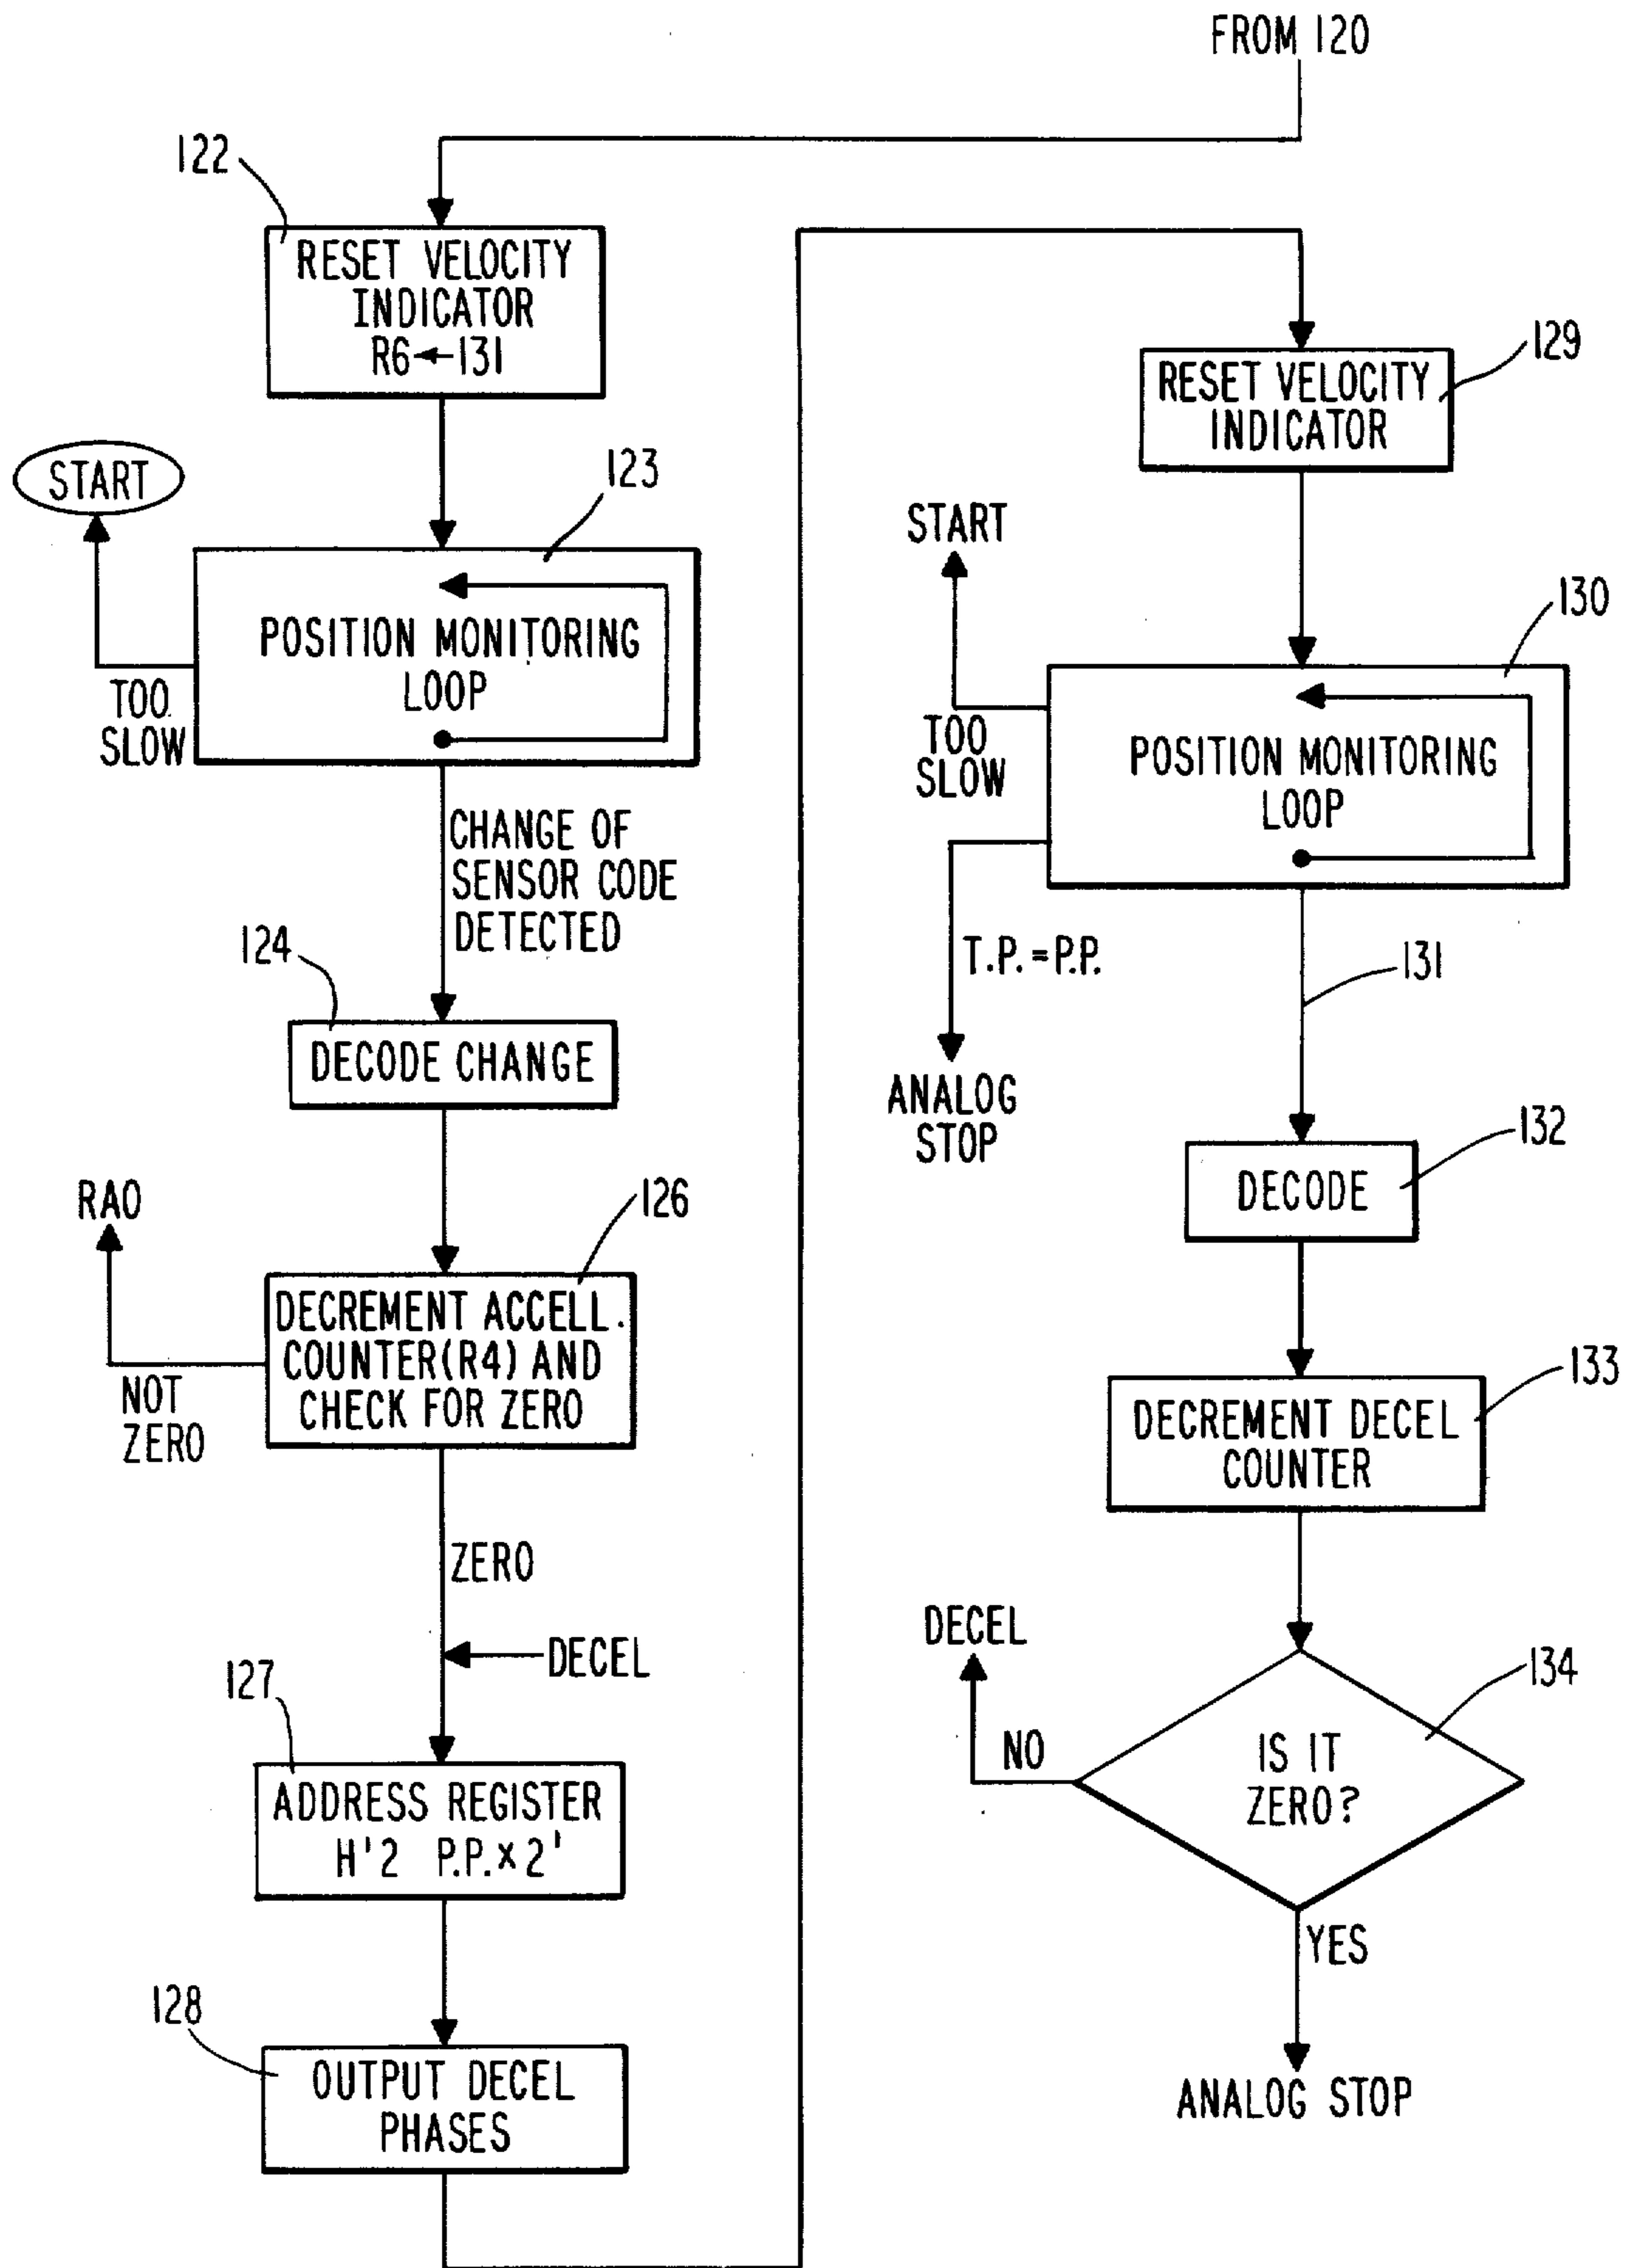 FROM 120
122
RESET VELOCITY
INDICATOR
R6←131
START
123
POSITION MONITORING
LOOP
TOO
SLOW
CHANGE OF
SENSOR CODE
DETECTED
124
DECODE CHANGE
RAO
126
DECREMENT ACCELL.
COUNTER(R4) AND
CHECK FOR ZERO
NOT
ZERO
ZERO
DECEL
127
ADDRESS REGISTER
H'2 P.P.×2'
128
OUTPUT DECEL
PHASES
129
RESET VELOCITY
INDICATOR
START
130
TOO
SLOW
POSITION MONITORING
LOOP
T.P.=P.P.
131
ANALOG
STOP
132
DECODE
133
DECREMENT DECEL
COUNTER
DECEL
134
NO
IS IT
ZERO?
YES
ANALOG STOP